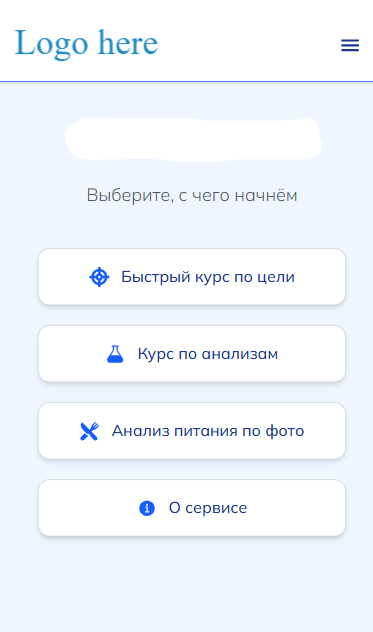 Logo here
Выберите, с чего начнём
Быстрый курс по цели
Курс по анализам
Анализ питания по фото
О сервисе